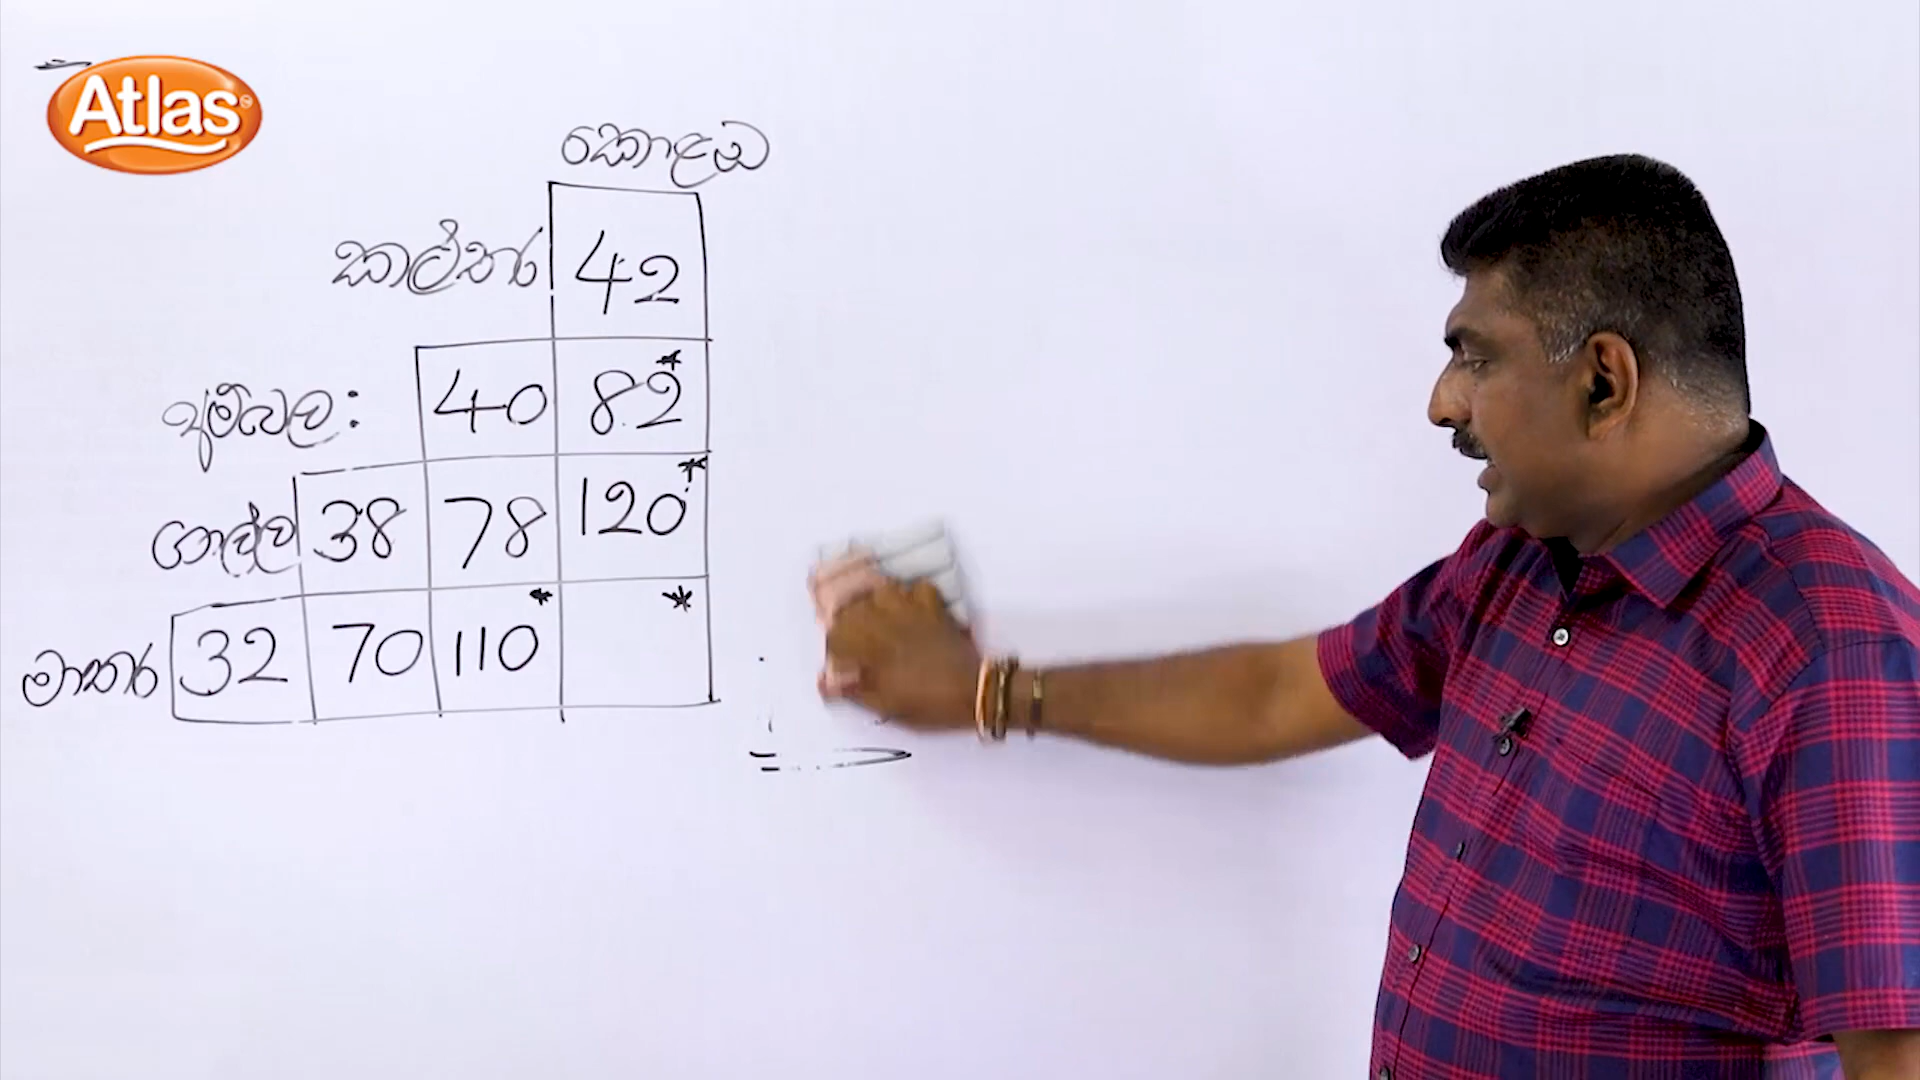 Atlas
කොළඹ
කළුතර 42
අම්බල: 40 82*
ගාල්ල 38 78 120*
මාතර 32 70 110* *